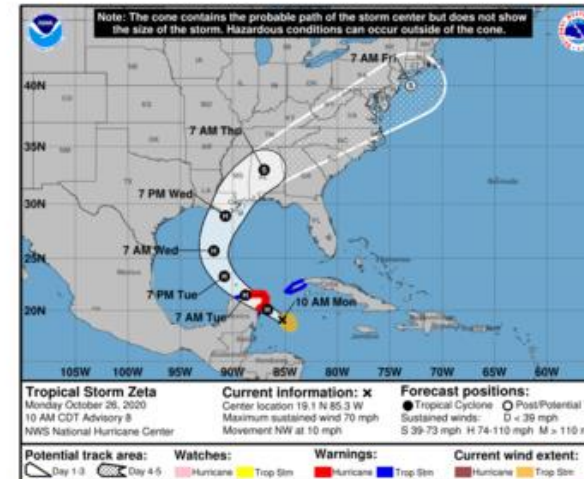 Note: The cone contains the probable path of the storm center but does not show
the size of the storm. Hazardous conditions can occur outside of the cone.
NOAA
7 AM Fri
40N
7 AM Thu
35N
7 PM Wed
30N
7 AM Wed
25N
7 PM Tue
10 AM Mon
20N
7 AM Tue
105W 100W 95W 90W 85W 80W 75W 70W 65W 60W
Tropical Storm Zeta
Monday October 26, 2020
10 AM CDT Advisory 8
NWS National Hurricane Center
Current information: x
Center location 19.1 N 85.3 W
Maximum sustained wind 70 mph
Movement NW at 10 mph
Forecast positions:
Tropical Cyclone Post/Potential
Sustained winds: D < 39 mph
S 39-73 mph H 74-110 mph M > 110 m
Potential track area:
Day 1-3 Day 4-5
Watches:
Hurricane Trop Stm
Warnings:
Hurricane Trop Stm
Current wind extent:
Hurricane Trop Stm